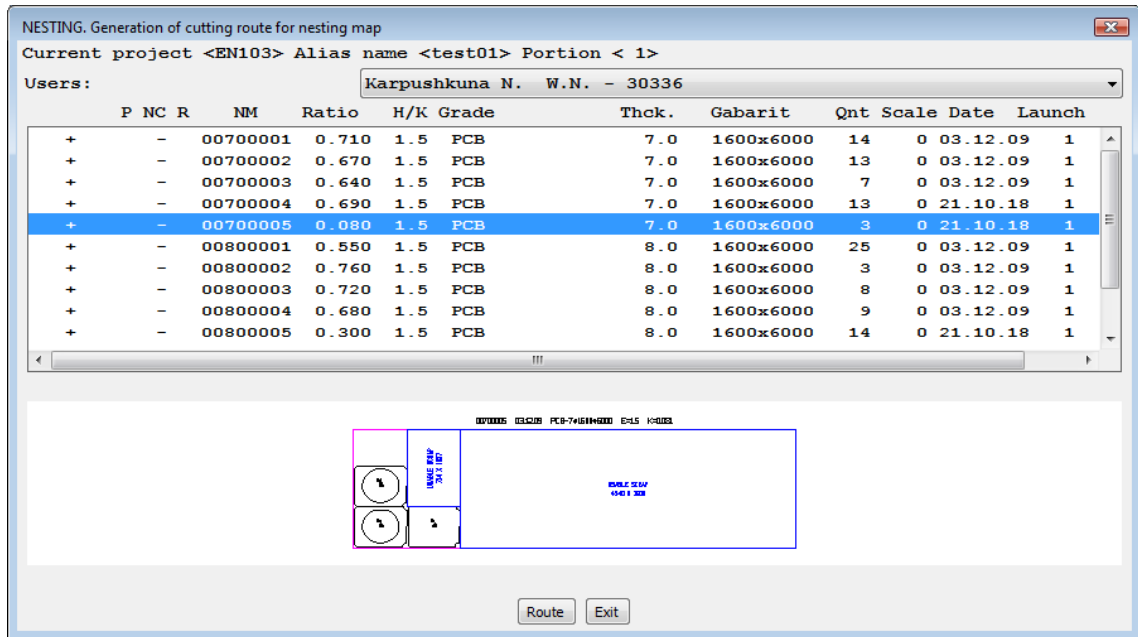 NESTING. Generation of cutting route for nesting map
Current project <EN103> Alias name <test01> Portion < 1>
Users: Karpushkuna N. W.N. - 30336
P NC R NM Ratio H/K Grade Thck. Gabarit Qnt Scale Date Launch
+ - 00700001 0.710 1.5 PCB 7.0 1600x6000 14 0 03.12.09 1
+ - 00700002 0.670 1.5 PCB 7.0 1600x6000 13 0 03.12.09 1
+ - 00700003 0.640 1.5 PCB 7.0 1600x6000 7 0 03.12.09 1
+ - 00700004 0.690 1.5 PCB 7.0 1600x6000 13 0 21.10.18 1
+ - 00700005 0.080 1.5 PCB 7.0 1600x6000 3 0 21.10.18 1
+ - 00800001 0.550 1.5 PCB 8.0 1600x6000 25 0 03.12.09 1
+ - 00800002 0.760 1.5 PCB 8.0 1600x6000 3 0 03.12.09 1
+ - 00800003 0.720 1.5 PCB 8.0 1600x6000 8 0 03.12.09 1
+ - 00800004 0.680 1.5 PCB 8.0 1600x6000 9 0 03.12.09 1
+ - 00800005 0.300 1.5 PCB 8.0 1600x6000 14 0 21.10.18 1
Route Exit